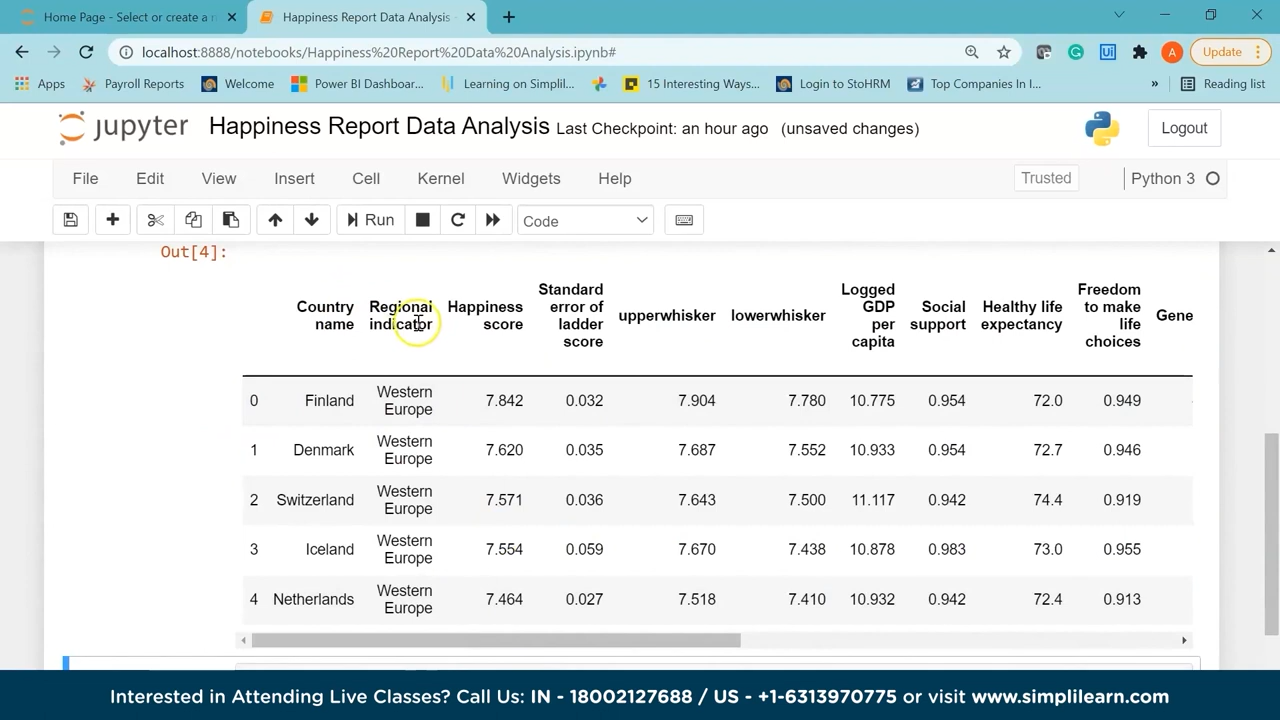 Home Page - Select or create a n
Happiness Report Data Analysis -
localhost:8888/notebooks/Happiness%20Report%20Data%20Analysis.ipynb#
A
Update
Apps
Payroll Reports
Welcome
Power BI Dashboar...
Learning on Simplil...
15 Interesting Ways...
Login to StoHRM
Top Companies In I...
»
Reading list
jupyter
Happiness Report Data Analysis Last Checkpoint: an hour ago (unsaved changes)
Logout
File Edit View Insert Cell Kernel Widgets Help
Trusted
Python 3
Run
Code
Out[4]:
Country name Regional indicator Happiness score Standard error of ladder score upperwhisker lowerwhisker Logged GDP per capita Social support Healthy life expectancy Freedom to make life choices Gene
0 Finland Western Europe 7.842 0.032 7.904 7.780 10.775 0.954 72.0 0.949
1 Denmark Western Europe 7.620 0.035 7.687 7.552 10.933 0.954 72.7 0.946
2 Switzerland Western Europe 7.571 0.036 7.643 7.500 11.117 0.942 74.4 0.919
3 Iceland Western Europe 7.554 0.059 7.670 7.438 10.878 0.983 73.0 0.955
4 Netherlands Western Europe 7.464 0.027 7.518 7.410 10.932 0.942 72.4 0.913
Interested in Attending Live Classes? Call Us: IN - 18002127688 / US - +1-6313970775 or visit www.simplilearn.com